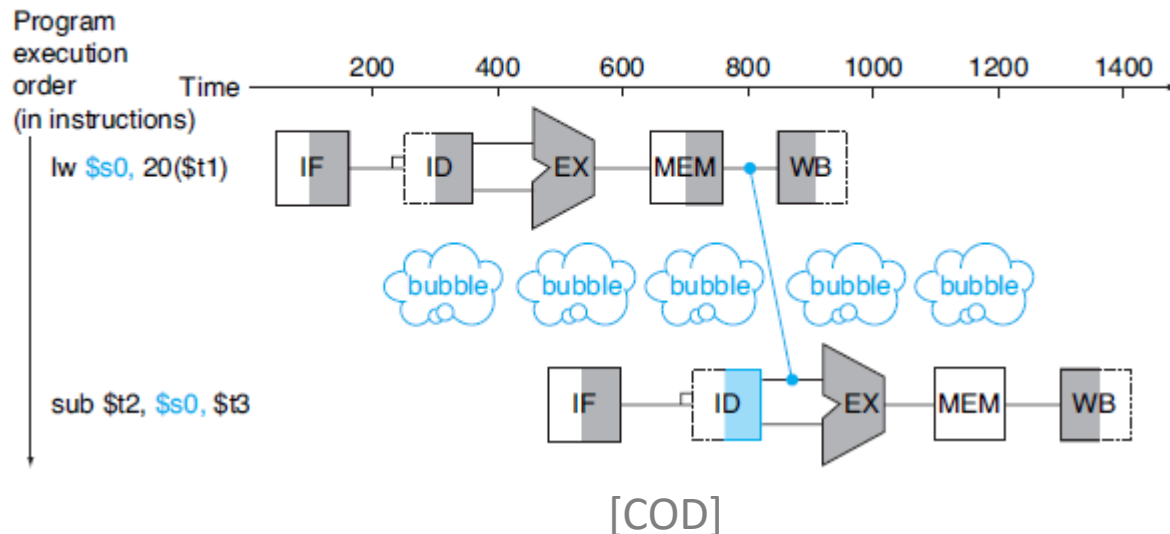 Program
execution
order
(in instructions)
Time
200 400 600 800 1000 1200 1400
lw $s0, 20($t1)
IF ID EX MEM WB
bubble bubble bubble bubble bubble
sub $t2, $s0, $t3
IF ID EX MEM WB
[COD]